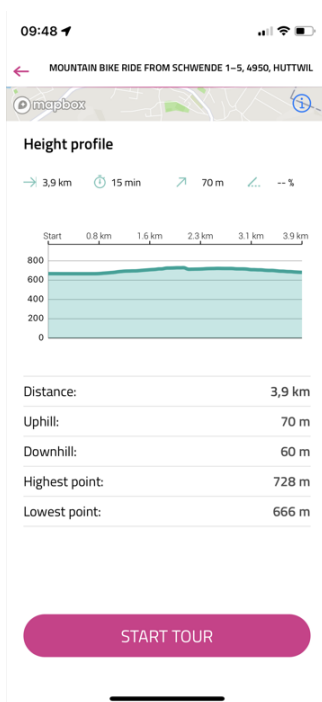 09:48
MOUNTAIN BIKE RIDE FROM SCHWENDE 1–5, 4950, HUTTWIL
mapbox
Height profile
3,9 km 15 min 70 m -- %
Start 0.8 km 1.6 km 2.3 km 3.1 km 3.9 km
800
600
400
200
0
Distance: 3,9 km
Uphill: 70 m
Downhill: 60 m
Highest point: 728 m
Lowest point: 666 m
START TOUR